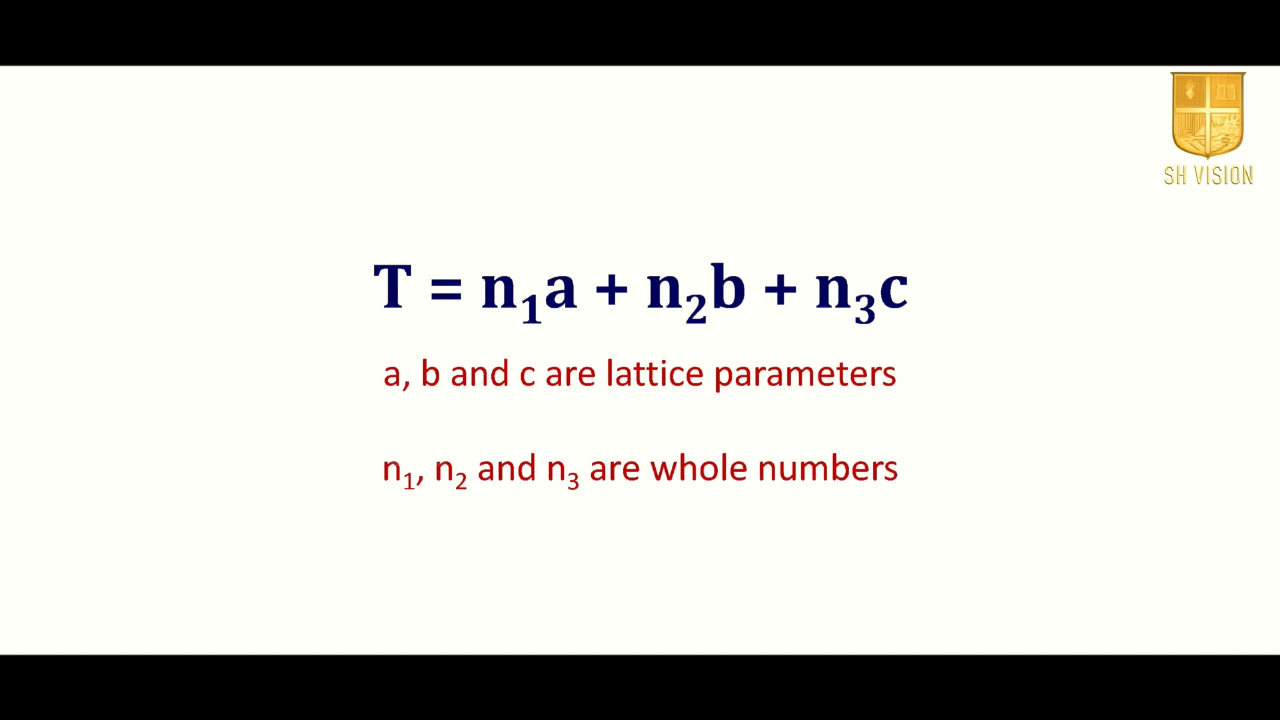 SH VISION
T = n₁a + n₂b + n₃c
a, b and c are lattice parameters
n₁, n₂ and n₃ are whole numbers